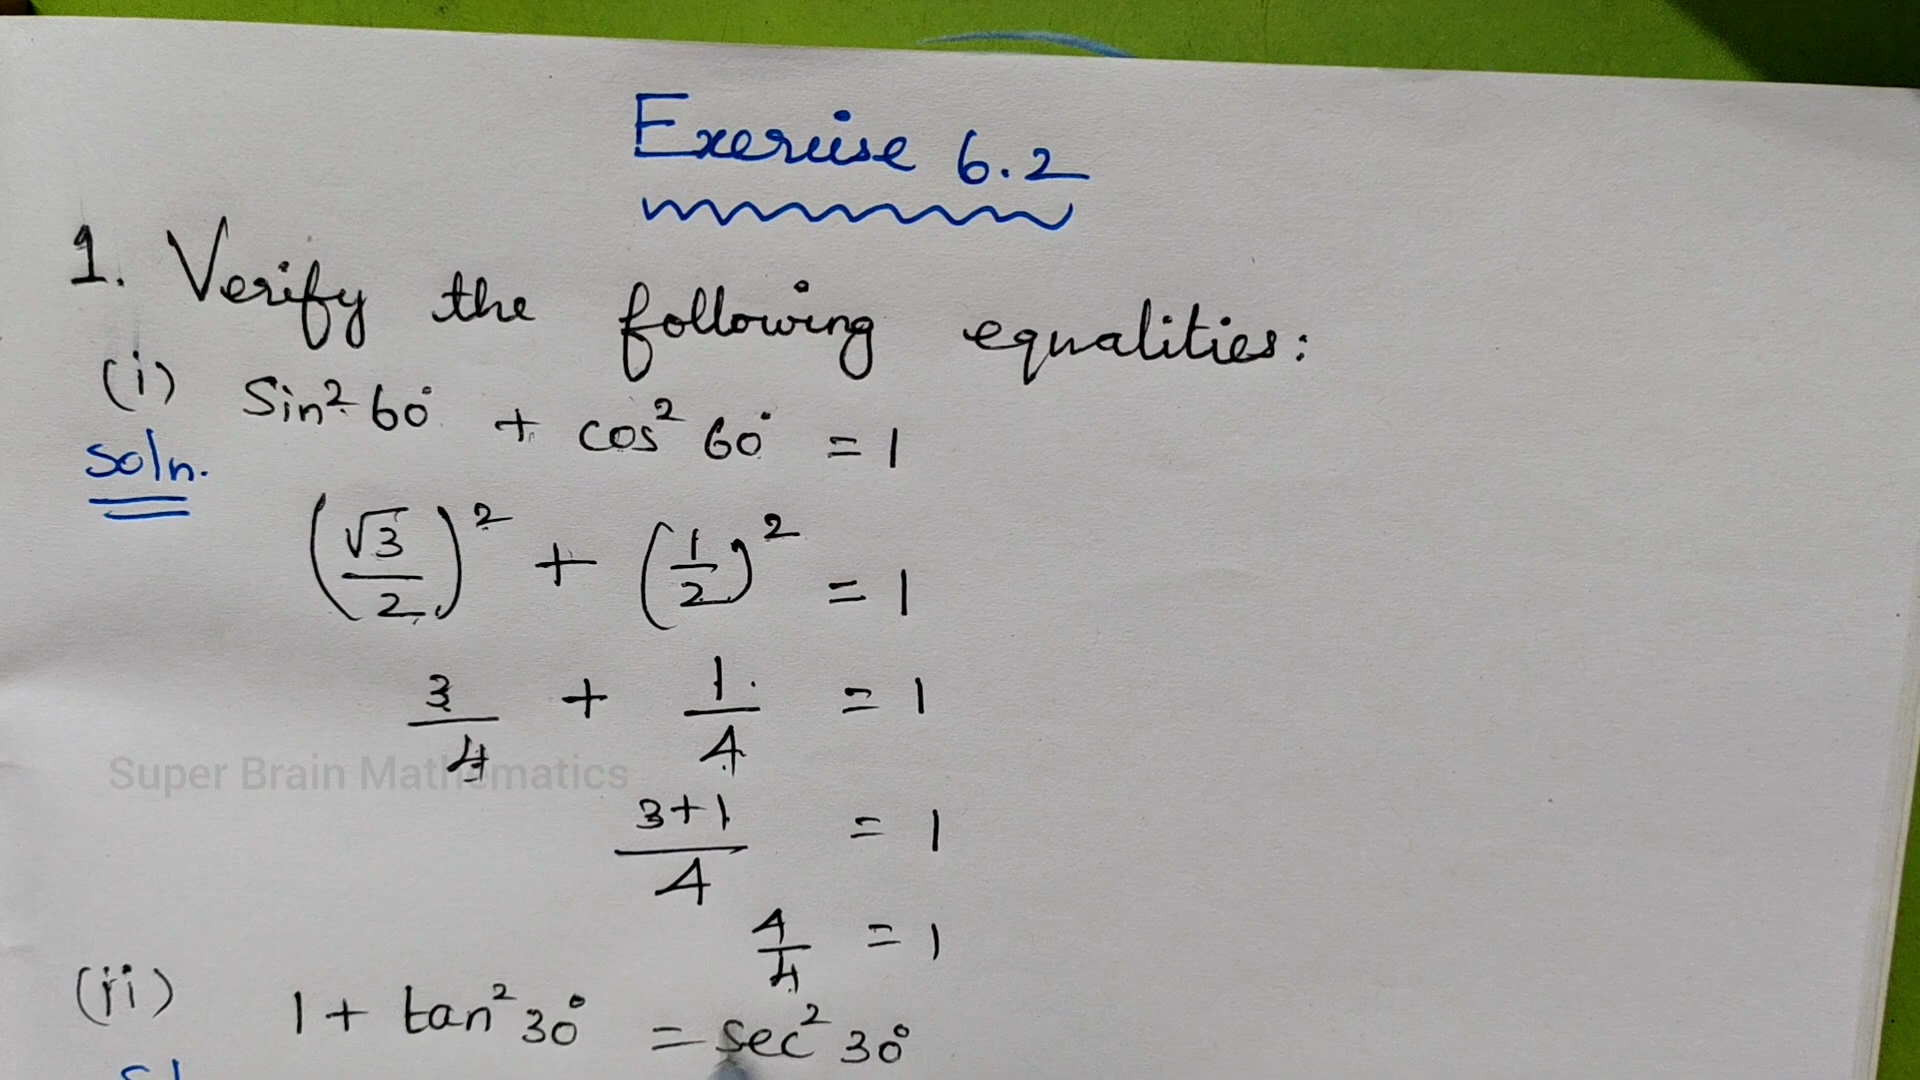 Exercise 6.2
1. Verify the following equalities:
(i) Sin² 60° + cos² 60° = 1
Soln.
(√3/2)² + (1/2)² = 1
3/4 + 1/4 = 1
Super Brain Mathematics
3+1/4 = 1
4/4 = 1
(ii) 1 + tan² 30° = sec² 30°